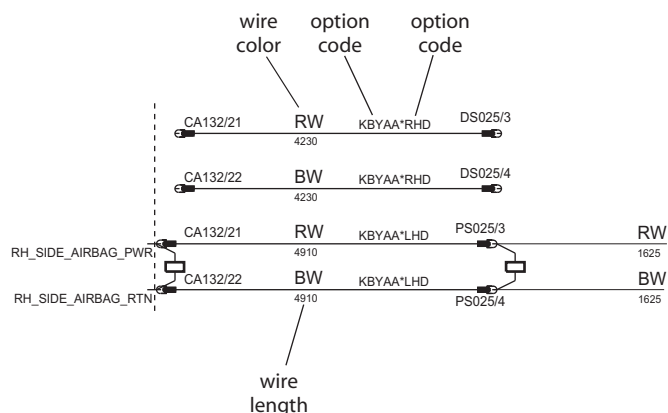 wire option option
color code code
CA132/21 RW KBYAA*RHD DS025/3
4230
CA132/22 BW KBYAA*RHD DS025/4
4230
CA132/21 RW KBYAA*LHD PS025/3 RW
RH_SIDE_AIRBAG_PWR 4910 1625
CA132/22 BW KBYAA*LHD BW
RH_SIDE_AIRBAG_RTN 4910 PS025/4 1625
wire
length